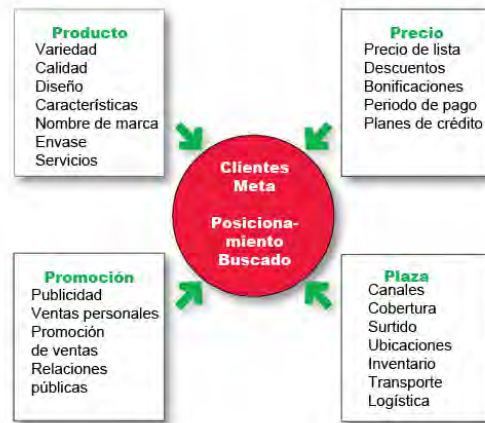 Producto
Variedad
Calidad
Diseño
Características
Nombre de marca
Envase
Servicios
Precio
Precio de lista
Descuentos
Bonificaciones
Periodo de pago
Planes de crédito
Clientes
Meta
Posiciona-
miento
Buscado
Promoción
Publicidad
Ventas personales
Promoción
de ventas
Relaciones
públicas
Plaza
Canales
Cobertura
Surtido
Ubicaciones
Inventario
Transporte
Logística